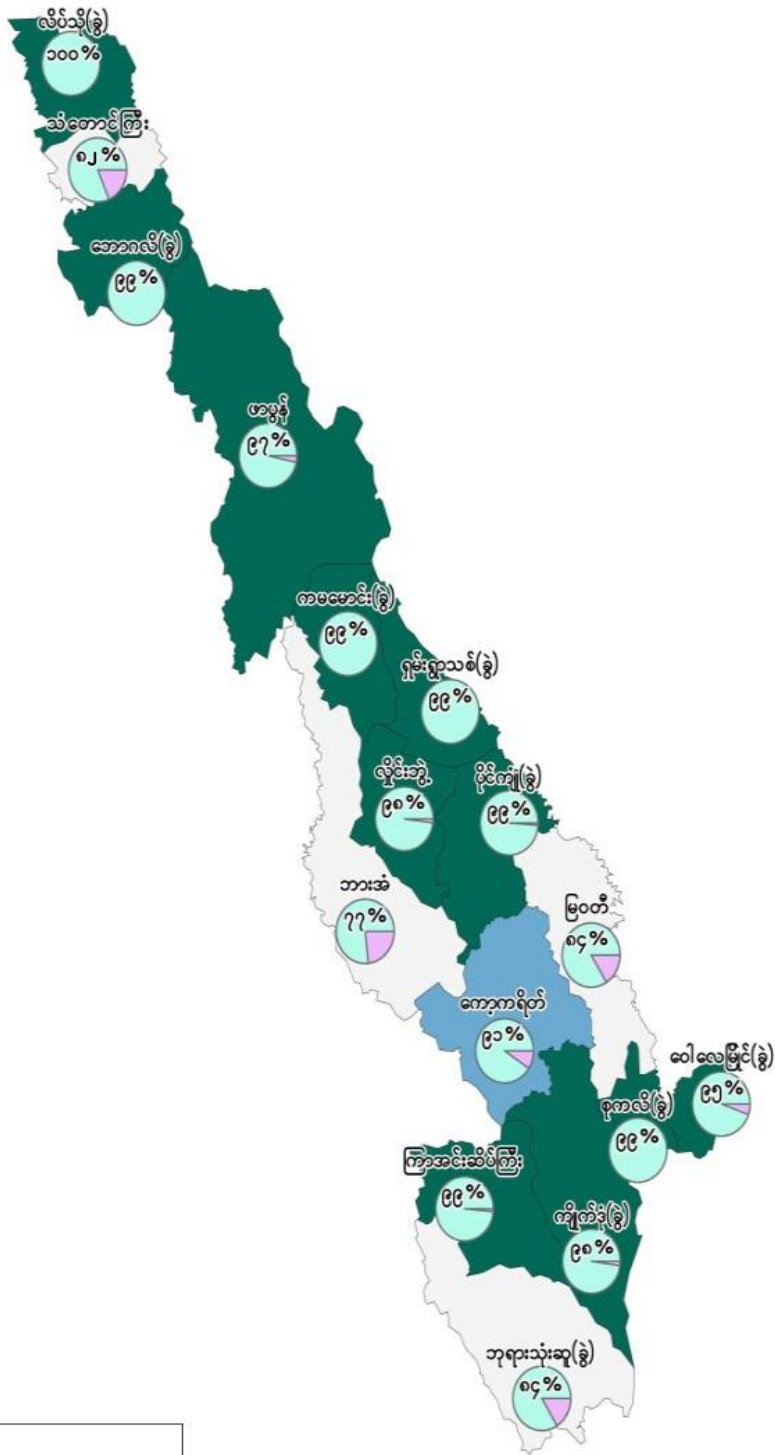 လိပ်သို(ခွဲ)
၁၀၀%
သံတောင်ကြီး
၈၂%
ဘောဂလိ(ခွဲ)
၉၉%
ဖာပွန်
၉၇%
ကမမောင်း(ခွဲ)
၉၉%
ရှမ်းရွာသစ်(ခွဲ)
၉၉%
လှိုင်းဘွဲ့
၉၈%
ပိုင်ကျုံ(ခွဲ)
၉၉%
ဘားအံ
၇၇%
မြဝတီ
၈၄%
ကော့ကရိတ်
၉၁%
ဝေါလေမြိုင်(ခွဲ)
၉၅%
စုကလိ(ခွဲ)
၉၉%
ကြာအင်းဆိပ်ကြီး
၉၉%
ကျိုက်ဒုံ(ခွဲ)
၉၈%
ဘုရားသုံးဆူ(ခွဲ)
၈၄%